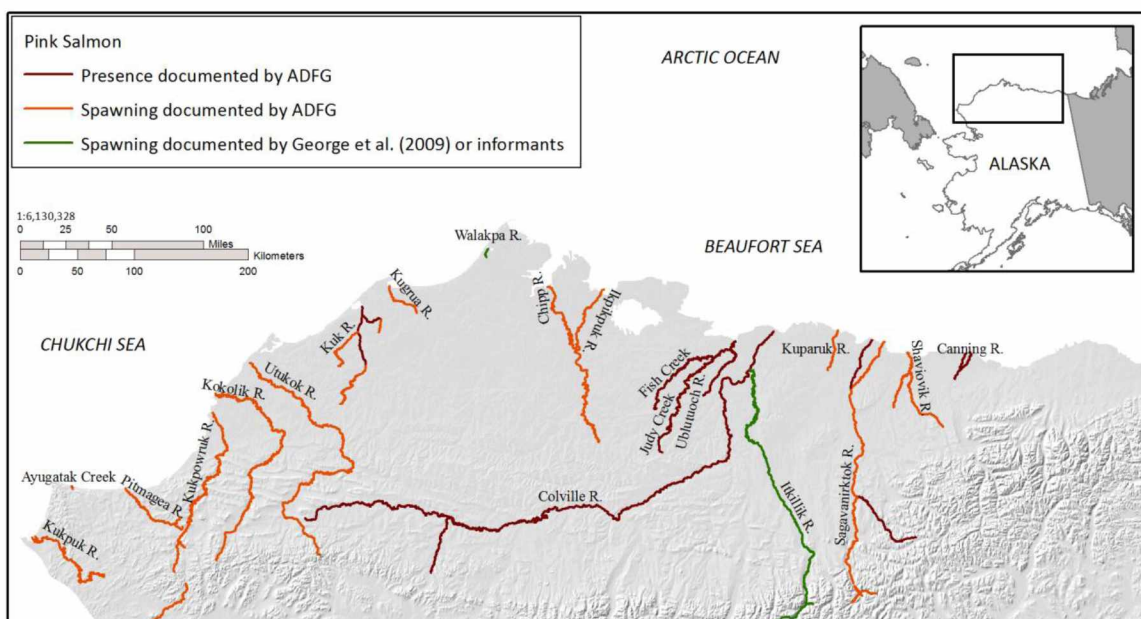 Pink Salmon
Presence documented by ADFG
Spawning documented by ADFG
Spawning documented by George et al. (2009) or informants
ARCTIC OCEAN
ALASKA
1:6,130,328
0 25 50 100
Miles
Kilometers
0 50 100 200
Walakpa R.
BEAUFORT SEA
CHUKCHI SEA
Kugrua R.
Kuk R.
Chipp R.
Ikpikpuk R.
Utukok R.
Kokolik R.
Kukpowruk R.
Fish Creek
Judy Creek
Ublutuoch R.
Kuparuk R.
Shaviovik R.
Canning R.
Ayugatak Creek
Pitmagea R.
Kukpuk R.
Colville R.
Itkillik R.
Sagavanirktok R.